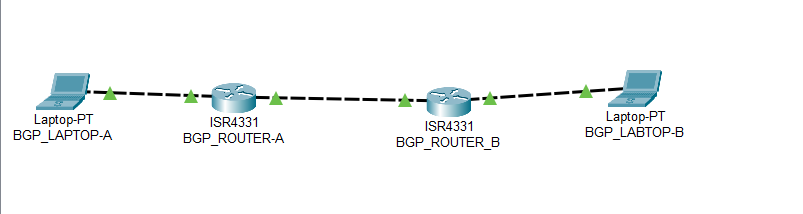 Laptop-PT
BGP_LAPTOP-A
ISR4331
BGP_ROUTER-A
ISR4331
BGP_ROUTER_B
Laptop-PT
BGP_LABTOP-B